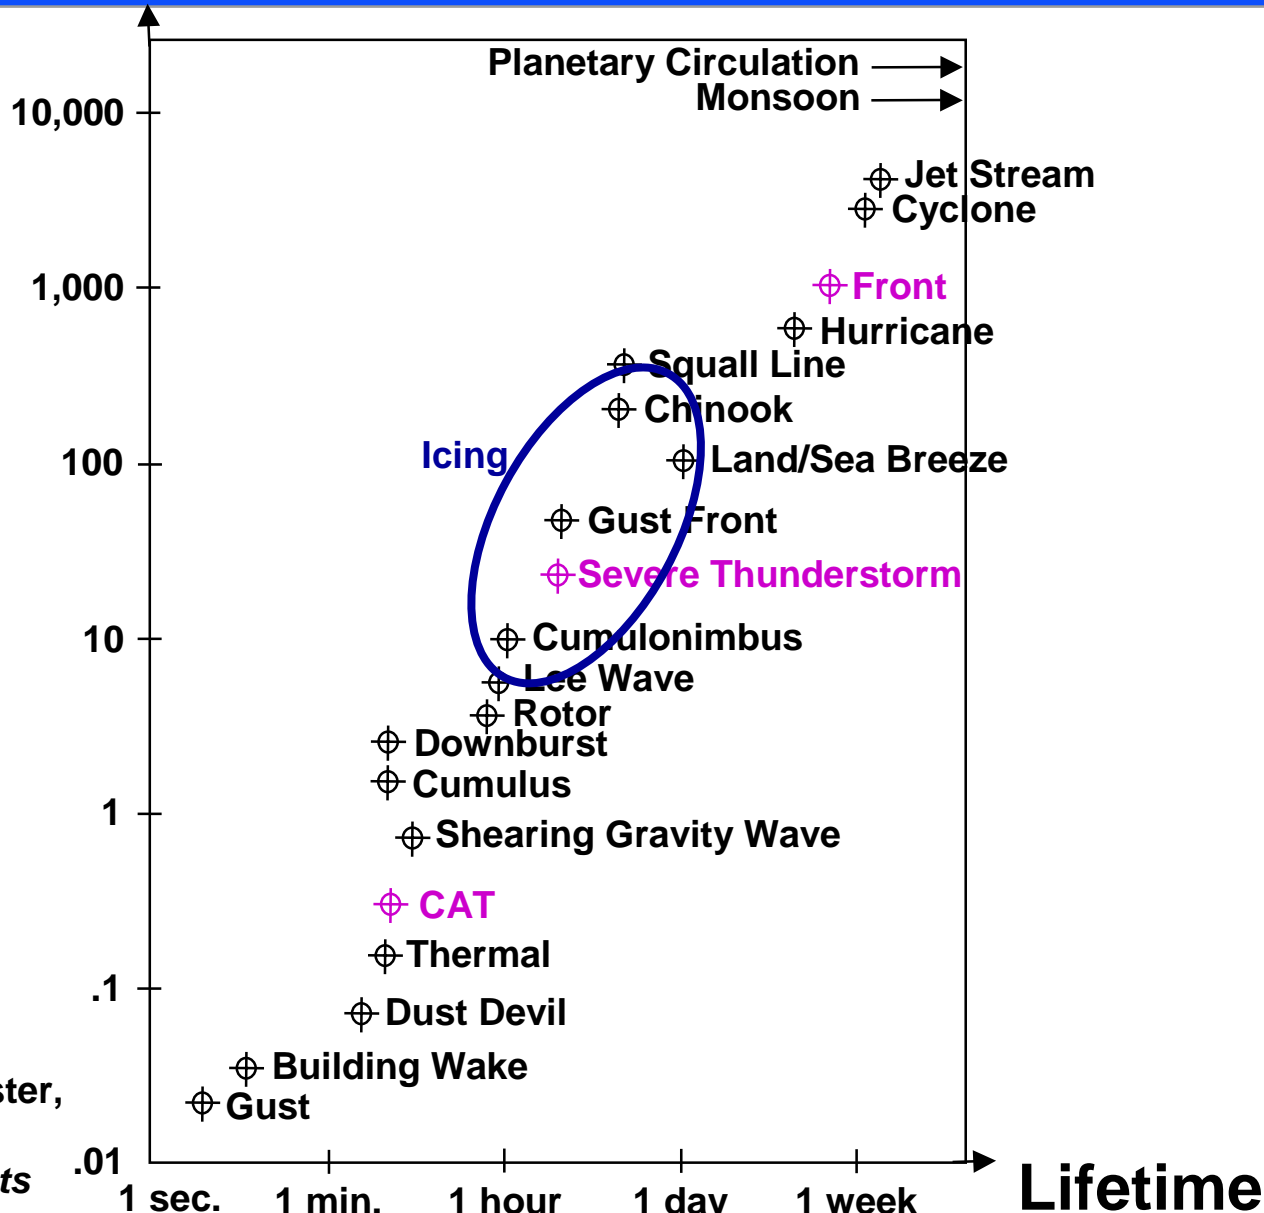 Planetary Circulation
Monsoon
10,000
Jet Stream
Cyclone
1,000
Front
Hurricane
Squall Line
Chinook
Icing
100
Land/Sea Breeze
Gust Front
Severe Thunderstorm
10
Cumulonimbus
Lee Wave
Rotor
Downburst
Cumulus
1
Shearing Gravity Wave
CAT
Thermal
.1
Dust Devil
Building Wake
ster,
Gust
.01
ts
1 sec.
1 min.
1 hour
1 day
1 week
Lifetime